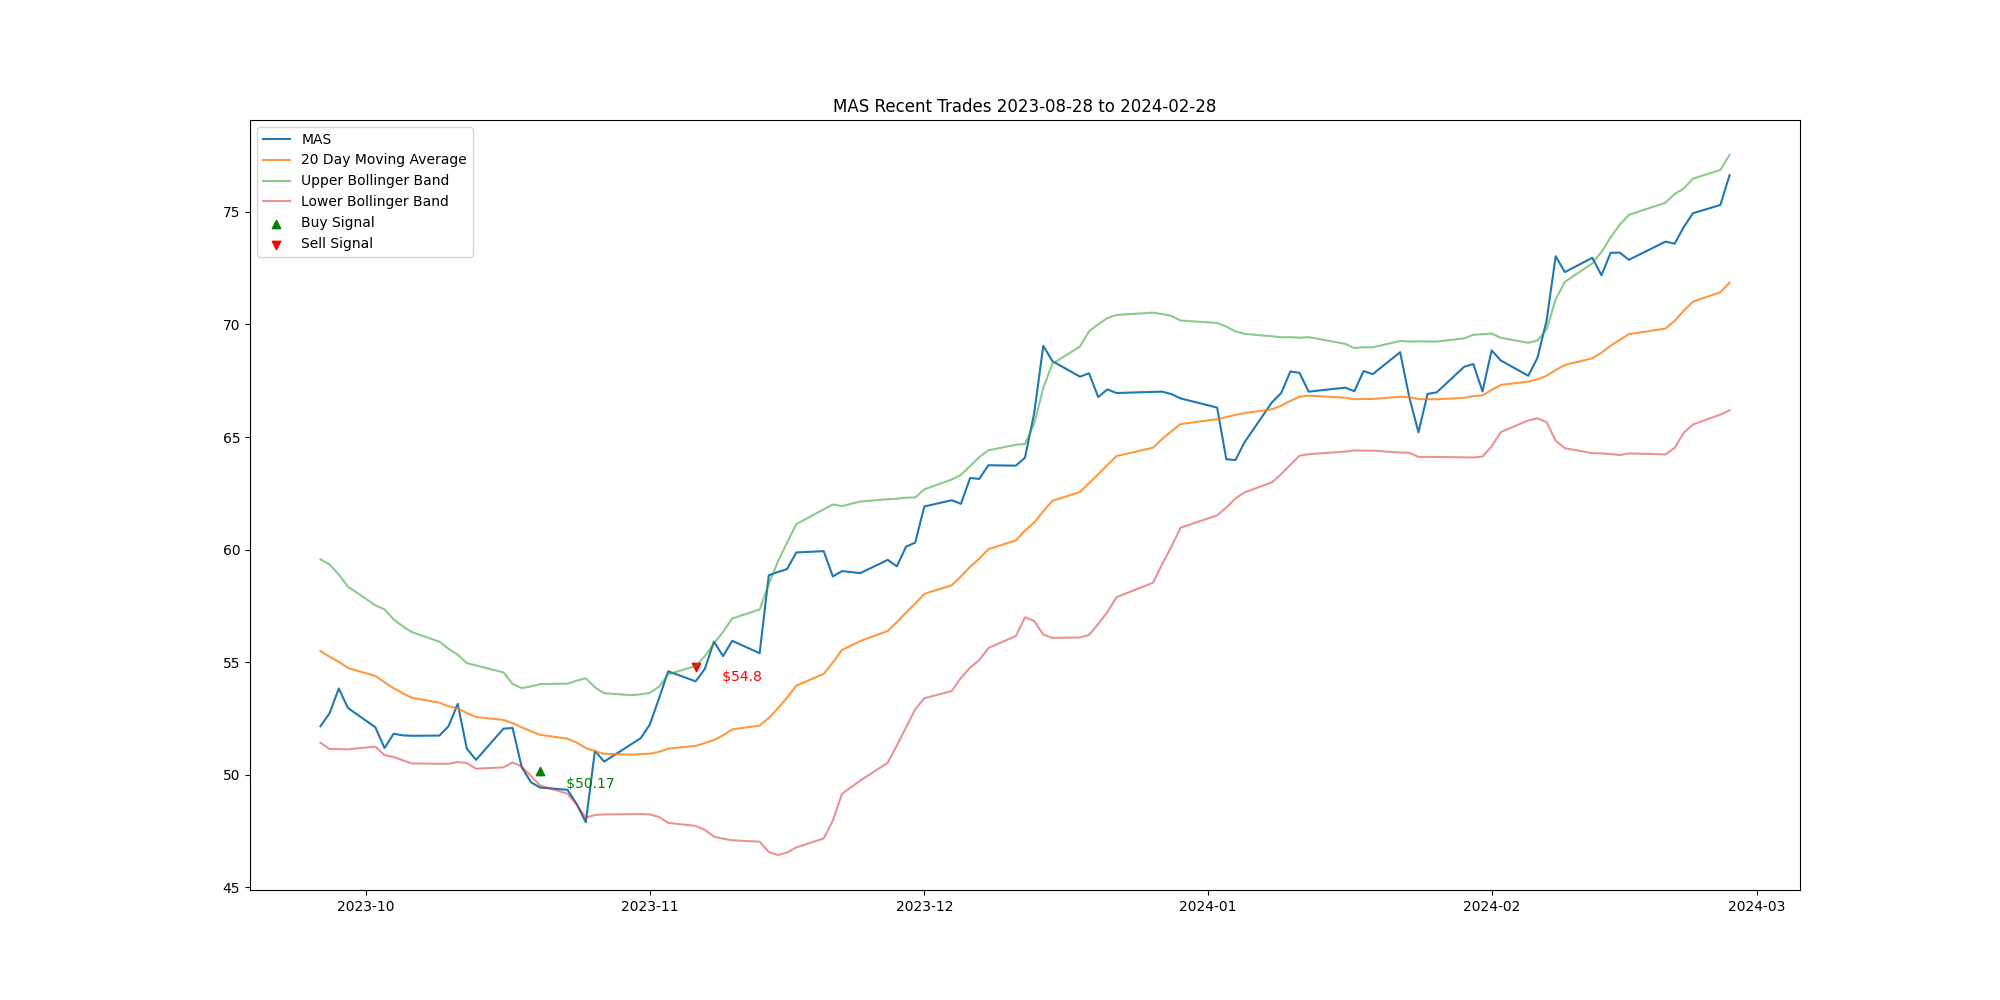 MAS Recent Trades 2023-08-28 to 2024-02-28
MAS
20 Day Moving Average
Upper Bollinger Band
Lower Bollinger Band
Buy Signal
Sell Signal
75
70
65
60
55
50
45
$54.8
$50.17
2023-10
2023-11
2023-12
2024-01
2024-02
2024-03